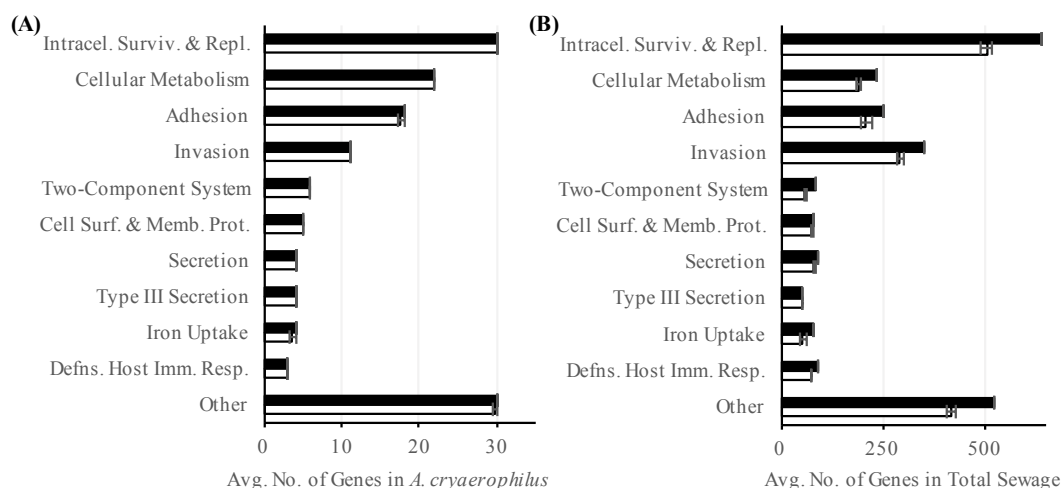 (A)
Intracel. Surviv. & Repl.
Cellular Metabolism
Adhesion
Invasion
Two-Component System
Cell Surf. & Memb. Prot.
Secretion
Type III Secretion
Iron Uptake
Defns. Host Imm. Resp.
Other
0 10 20 30
Avg. No. of Genes in A. cryaerophilus
(B)
Intracel. Surviv. & Repl.
Cellular Metabolism
Adhesion
Invasion
Two-Component System
Cell Surf. & Memb. Prot.
Secretion
Type III Secretion
Iron Uptake
Defns. Host Imm. Resp.
Other
0 250 500
Avg. No. of Genes in Total Sewage